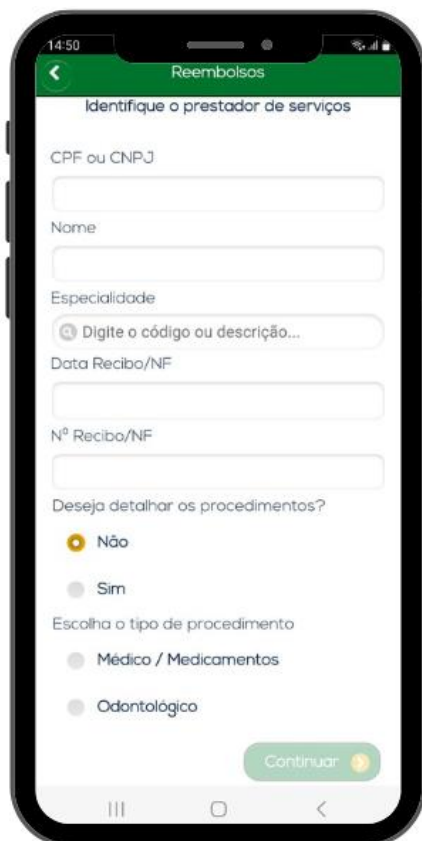 14:50
Reembolsos
Identifique o prestador de serviços
CPF ou CNPJ
Nome
Especialidade
Digite o código ou descrição...
Data Recibo/NF
Nº Recibo/NF
Deseja detalhar os procedimentos?
Não
Sim
Escolha o tipo de procedimento
Médico / Medicamentos
Odontológico
Continuar